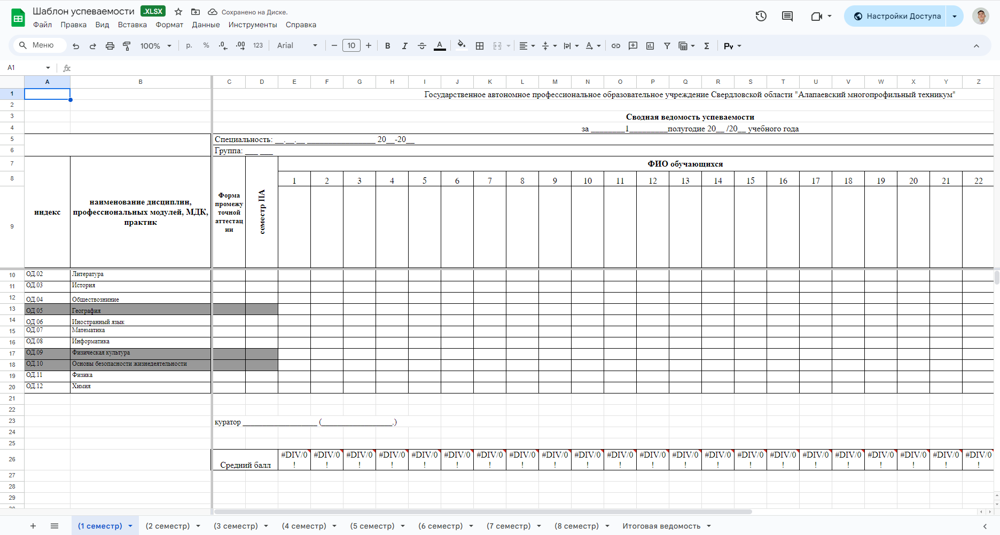 Шаблон успеваемости .XLSX Сохранено на Диске.
Файл Правка Вид Вставка Формат Данные Инструменты Справка
Настройки Доступа
Меню 100% р. % .0 .00 123 Arial 10 B I A Σ Py
A1 fx
A B C D E F G H I J K L M N O P Q R S T U V W X Y Z
1 Государственное автономное профессиональное образовательное учреждение Свердловской области "Алапаевский многопрофильный техникум"
2
3 Сводная ведомость успеваемости
4 за ________1_________полугодие 20__ /20__ учебного года
5 Специальность: __.__.__ ________________ 20__-20__
6 Группа: ___ ___
7 ФИО обучающихся
8 1 2 3 4 5 6 7 8 9 10 11 12 13 14 15 16 17 18 19 20 21 22
9 индекс наименование дисциплин, профессиональных модулей, МДК, практик Форма промежуточной аттестации семестр ПА
10 ОД.02 Литература
11 ОД.03 История
12 ОД.04 Обществозниние
13 ОД 05 География
14 ОД 06 Иностранный язык
15 ОД.07 Математика
16 ОД.08 Информатика
17 ОД.09 Физическая культура
18 ОД.10 Основы безопасности жизнедеятельности
19 ОД.11 Физика
20 ОД.12 Химия
21
22
23 куратор __________________ (_________________.)
24
25
26 Средний балл #DIV/0! #DIV/0! #DIV/0! #DIV/0! #DIV/0! #DIV/0! #DIV/0! #DIV/0! #DIV/0! #DIV/0! #DIV/0! #DIV/0! #DIV/0! #DIV/0! #DIV/0! #DIV/0! #DIV/0! #DIV/0! #DIV/0! #DIV/0! #DIV/0! #DIV/0!
27
28
29
(1 семестр) (2 семестр) (3 семестр) (4 семестр) (5 семестр) (6 семестр) (7 семестр) (8 семестр) Итоговая ведомость